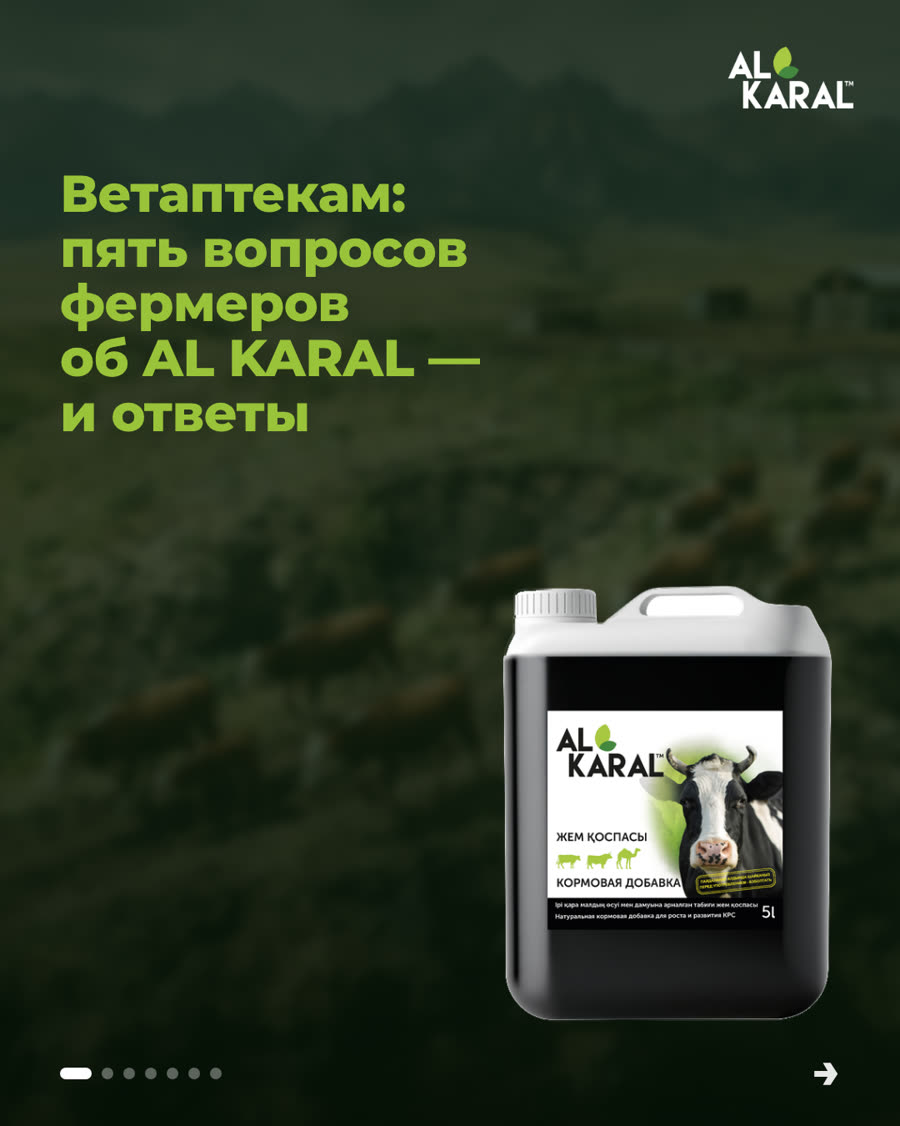 AL
KARAL™
Ветаптекам:
пять вопросов
фермеров
об AL KARAL —
и ответы
AL
KARAL™
ЖЕМ ҚОСПАСЫ
КОРМОВАЯ ДОБАВКА
Ірі қара малдың өсуі мен дамуына арналған табиғи жем қоспасы
Натуральная кормовая добавка для роста и развития КРС
5L